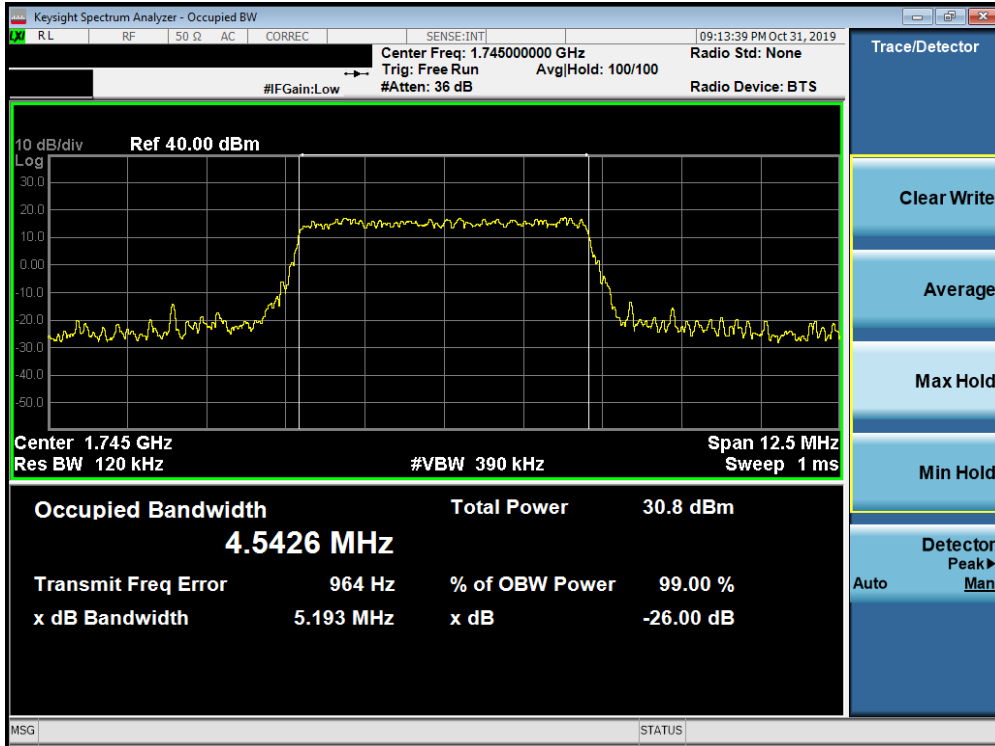 Keysight Spectrum Analyzer - Occupied BW
LXI RL RF 50 Ω AC CORREC SENSE:INT 09:13:39 PM Oct 31, 2019
Center Freq: 1.745000000 GHz Radio Std: None
Trig: Free Run Avg|Hold: 100/100
#IFGain:Low #Atten: 36 dB Radio Device: BTS
Trace/Detector
10 dB/div Ref 40.00 dBm
Log
30.0
20.0
10.0
0.00
-10.0
-20.0
-30.0
-40.0
-50.0
Center 1.745 GHz Span 12.5 MHz
Res BW 120 kHz #VBW 390 kHz Sweep 1 ms
Occupied Bandwidth Total Power 30.8 dBm
4.5426 MHz
Transmit Freq Error 964 Hz % of OBW Power 99.00 %
x dB Bandwidth 5.193 MHz x dB -26.00 dB
Clear Write
Average
Max Hold
Min Hold
Detector
Peak▶
Auto Man
MSG STATUS